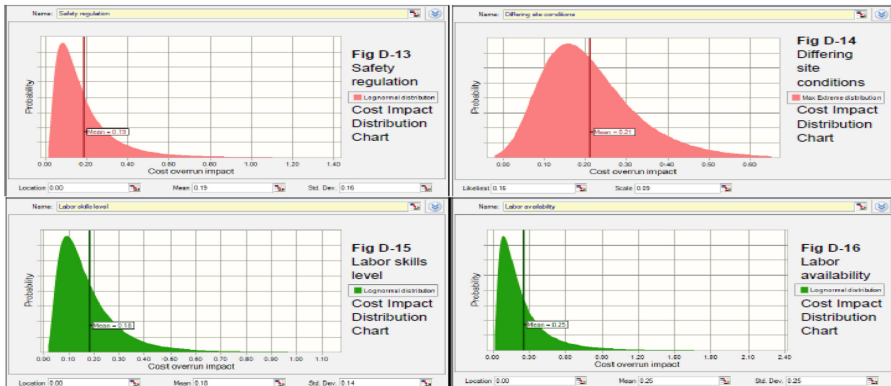 Name: Safety regulation
Fig D-13
Safety
regulation
Lognormal distribution
Cost Impact
Distribution
Chart
Probability
Mean = 0.19
0.00 0.20 0.40 0.60 0.80 1.00 1.20 1.40
Cost overrun impact
Location 0.00 Mean 0.19 Std. Dev. 0.16
Name: Differing site conditions
Fig D-14
Differing
site
conditions
Max Extreme distribution
Cost Impact
Distribution
Chart
Probability
Mean = 0.21
0.00 0.10 0.20 0.30 0.40 0.50 0.60
Cost overrun impact
Likeliest 0.16 Scale 0.09
Name: Labor skills level
Fig D-15
Labor skills
level
Lognormal distribution
Cost Impact
Distribution
Chart
Probability
Mean = 0.18
0.00 0.10 0.20 0.30 0.40 0.50 0.60 0.70 0.80 0.90 1.00 1.10
Cost overrun impact
Location 0.00 Mean 0.18 Std. Dev. 0.14
Name: Labor availability
Fig D-16
Labor
availability
Lognormal distribution
Cost Impact
Distribution
Chart
Probability
Mean = 0.25
0.00 0.30 0.60 0.90 1.20 1.50 1.80 2.10 2.40
Cost overrun impact
Location 0.00 Mean 0.25 Std. Dev. 0.25